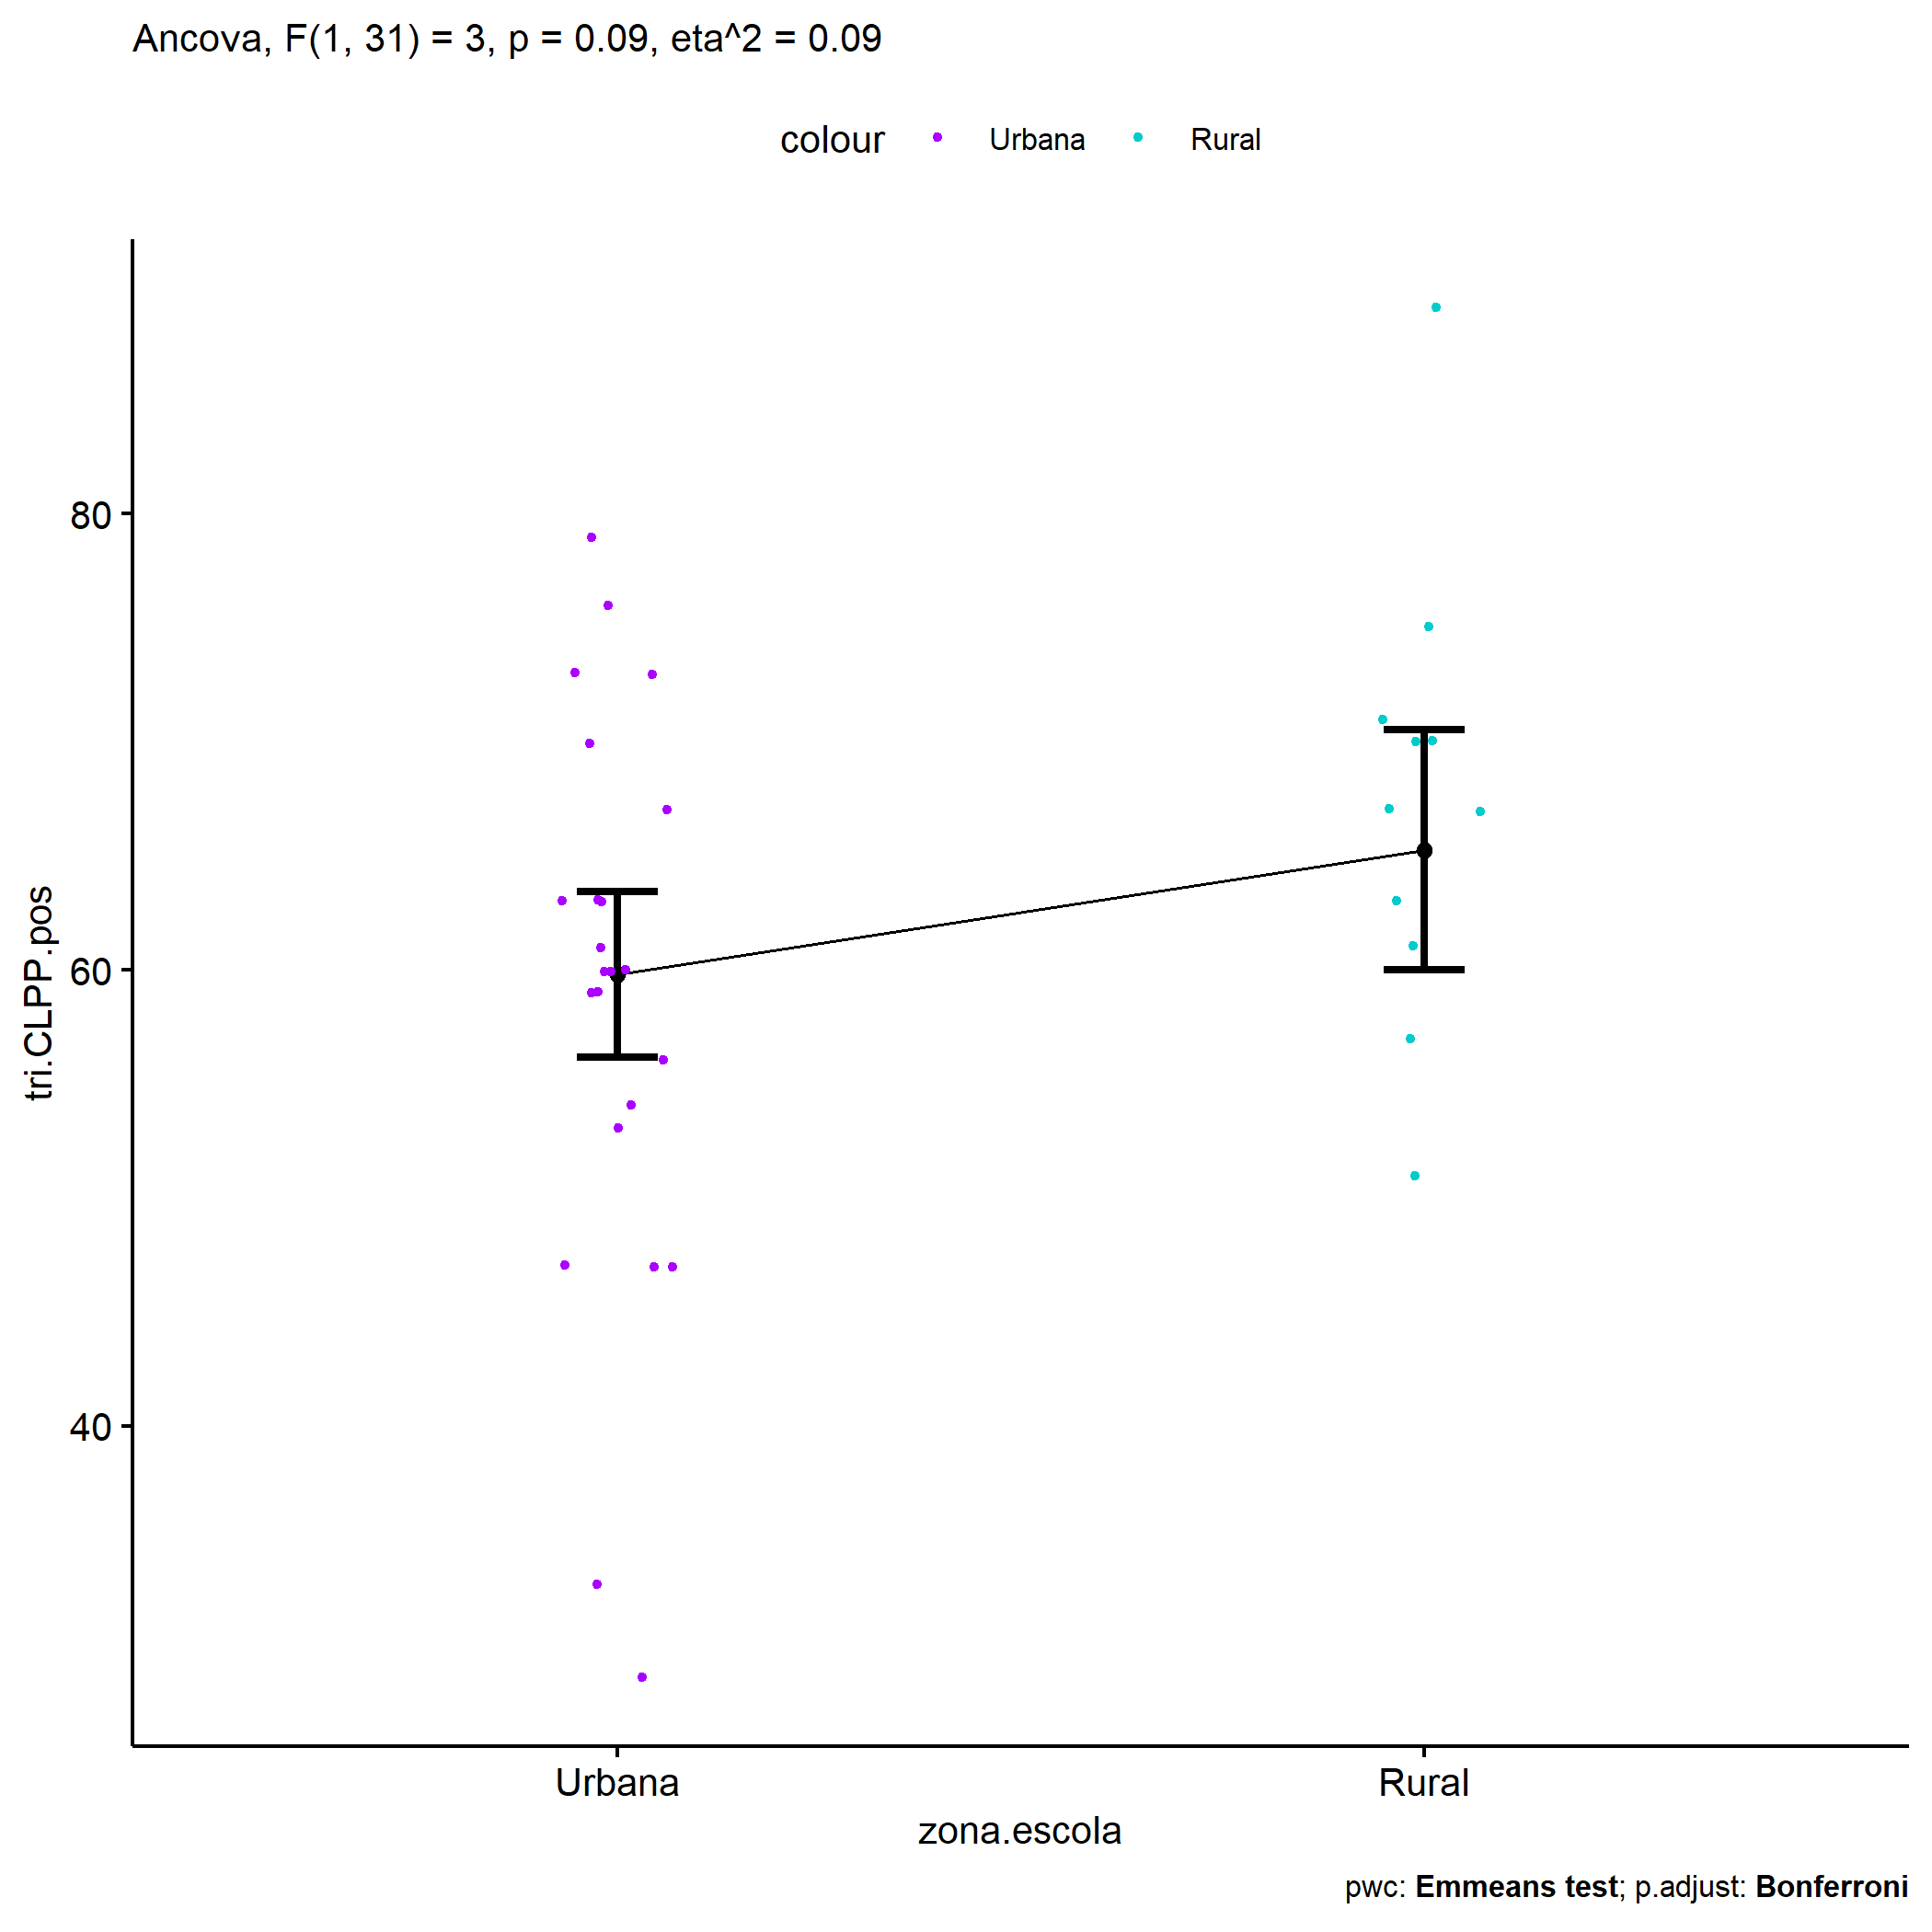 Ancova, F(1, 31) = 3, p = 0.09, eta^2 = 0.09
colour Urbana Rural
80
60
40
tri.CLPP.pos
Urbana Rural
zona.escola
pwc: Emmeans test; p.adjust: Bonferroni